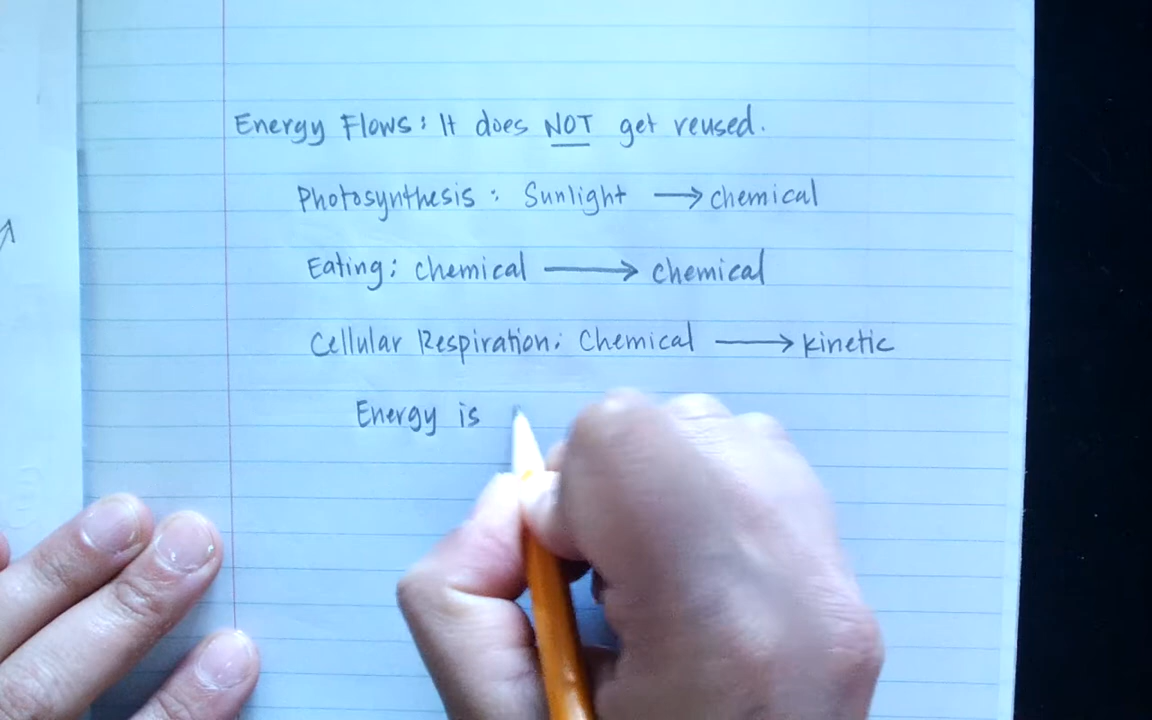 Energy Flows: It does NOT get reused.
Photosynthesis: Sunlight → chemical
Eating: chemical → chemical
Cellular Respiration: Chemical → kinetic
Energy is